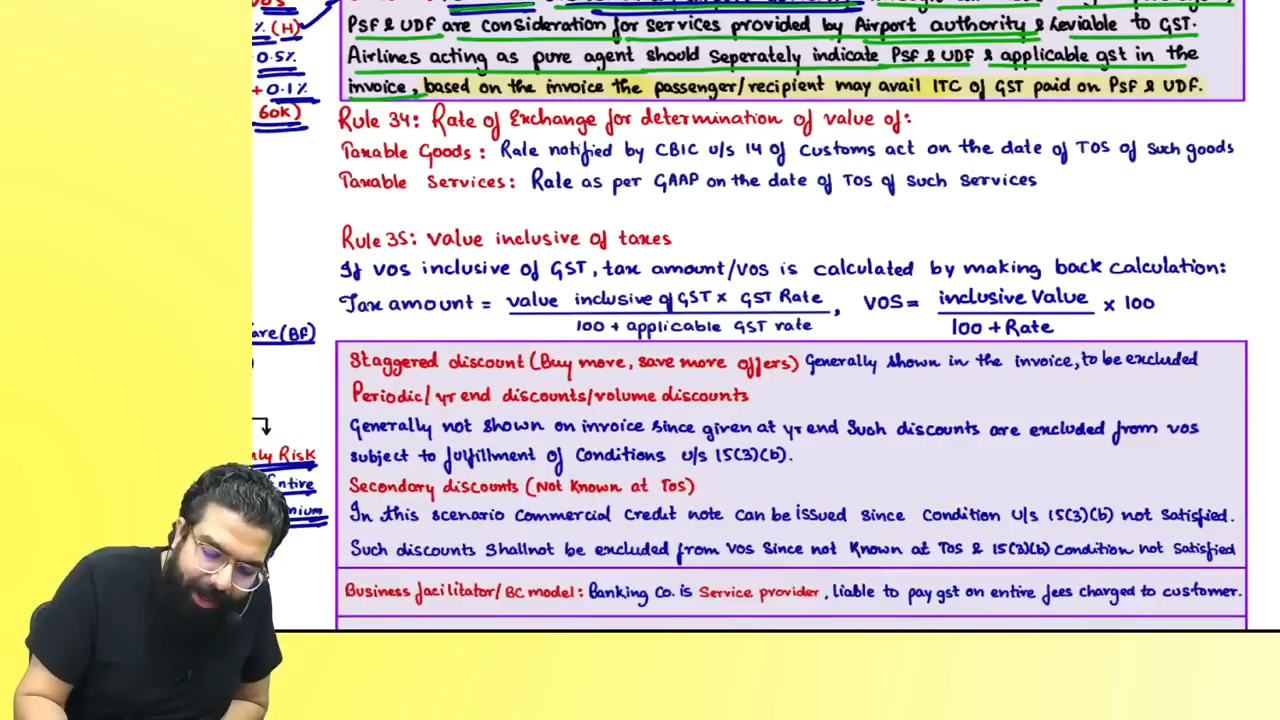 % (H)
0.5%
+ 0.1%
60K)
PSF & UDF are consideration for services provided by Airport authority & leviable to GST.
Airlines acting as pure agent should Seperately indicate PSF & UDF & applicable gst in the
invoice, based on the invoice the passenger/recipient may avail ITC of GST paid on PSF & UDF.
Rule 34: Rate of Exchange for determination of value of:
Taxable Goods: Rate notified by CBIC u/s 14 of Customs act on the date of TOS of such goods
Taxable Services: Rate as per GAAP on the date of TOS of such services
Rule 35: Value inclusive of taxes
If VOS inclusive of GST, tax amount/VOS is calculated by making back calculation:
Tax amount = value inclusive of GST x GST Rate / 100 + applicable GST rate, VOS = inclusive Value / 100 + Rate x 100
are(BF)
Staggered discount (Buy more, save more offers) Generally shown in the invoice, to be excluded
Periodic/ yr end discounts/volume discounts
Generally not shown on invoice since given at yr end Such discounts are excluded from vos
subject to fulfillment of Conditions u/s 15(3)(b).
nly Risk
Entire
nium
Secondary discounts (Not Known at TOS)
In this scenario commercial credit note can be issued since condition u/s 15(3)(b) not satisfied.
Such discounts shallnot be excluded from vos since not known at TOS & 15(3)(b) condition not satisfied
Business facilitator/ BC model: Banking Co. is Service provider, liable to pay gst on entire fees charged to customer.